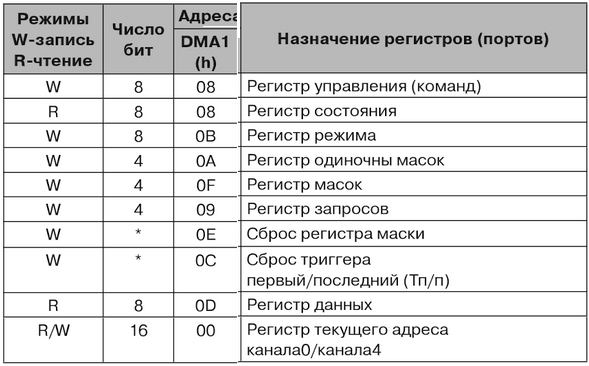 Режимы
W-запись
R-чтение
Число
бит
Адреса
DMA1
(h)
Назначение регистров (портов)
W 8 08 Регистр управления (команд)
R 8 08 Регистр состояния
W 8 0B Регистр режима
W 4 0A Регистр одиночны масок
W 4 0F Регистр масок
W 4 09 Регистр запросов
W * 0E Сброс регистра маски
W * 0C Сброс триггера
первый/последний (Тп/п)
R 8 0D Регистр данных
R/W 16 00 Регистр текущего адреса
канала0/канала4